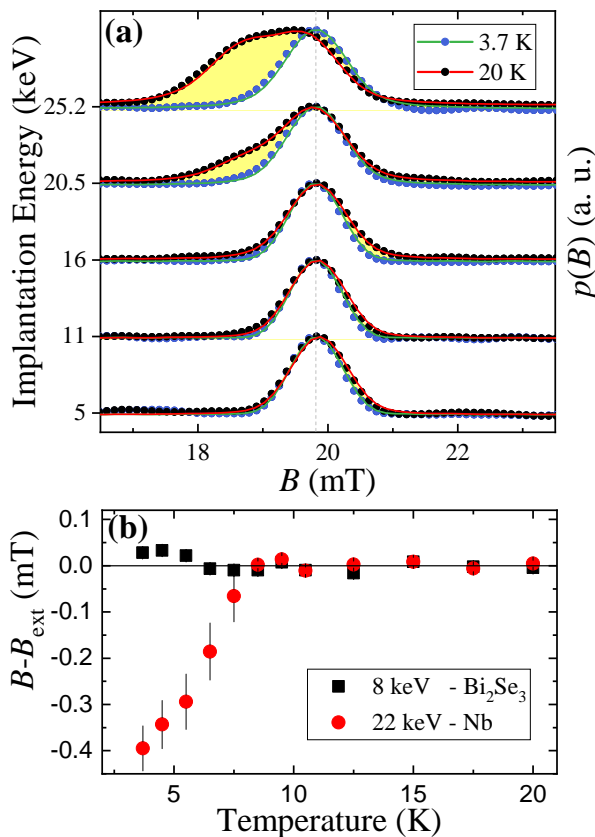 (a)
3.7 K
20 K
Implantation Energy (keV)
25.2
20.5
16
11
5
p(B) (a. u.)
18 20 22
B (mT)
(b)
B-B_ext (mT)
0.1
0.0
-0.1
-0.2
-0.3
-0.4
8 keV - Bi₂Se₃
22 keV - Nb
5 10 15 20
Temperature (K)